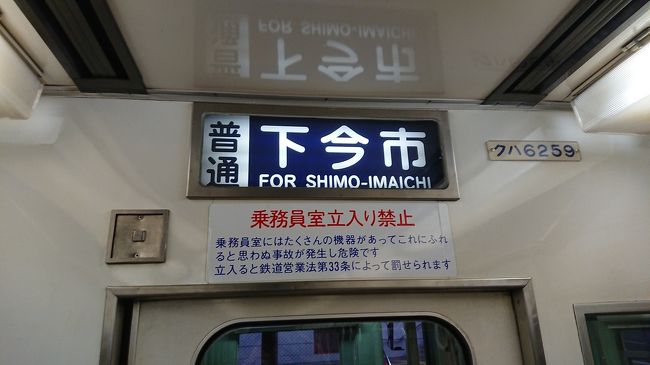 普通
下今市
FOR SHIMO-IMAICHI
クハ6259
乗務員室立入り禁止
乗務員室にはたくさんの機器があってこれにふれ
ると思わぬ事故が発生し危険です
立入ると鉄道営業法第33条によって罰せられます